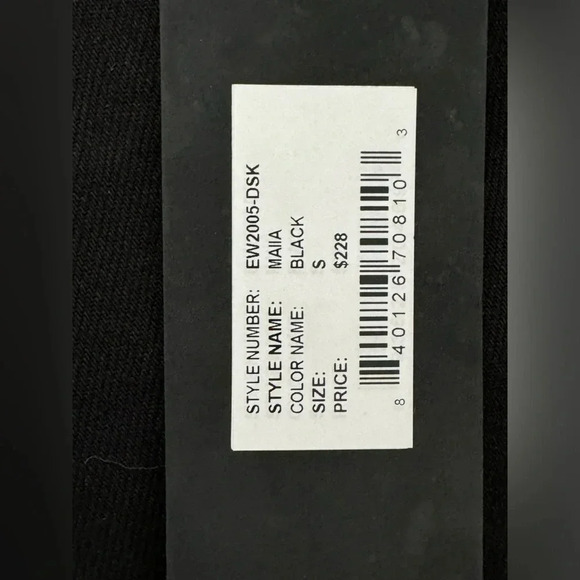 STYLE NUMBER: EW2005-DSK
STYLE NAME: MAIIA
COLOR NAME: BLACK
SIZE: S
PRICE: $228
8 40126 70810 3